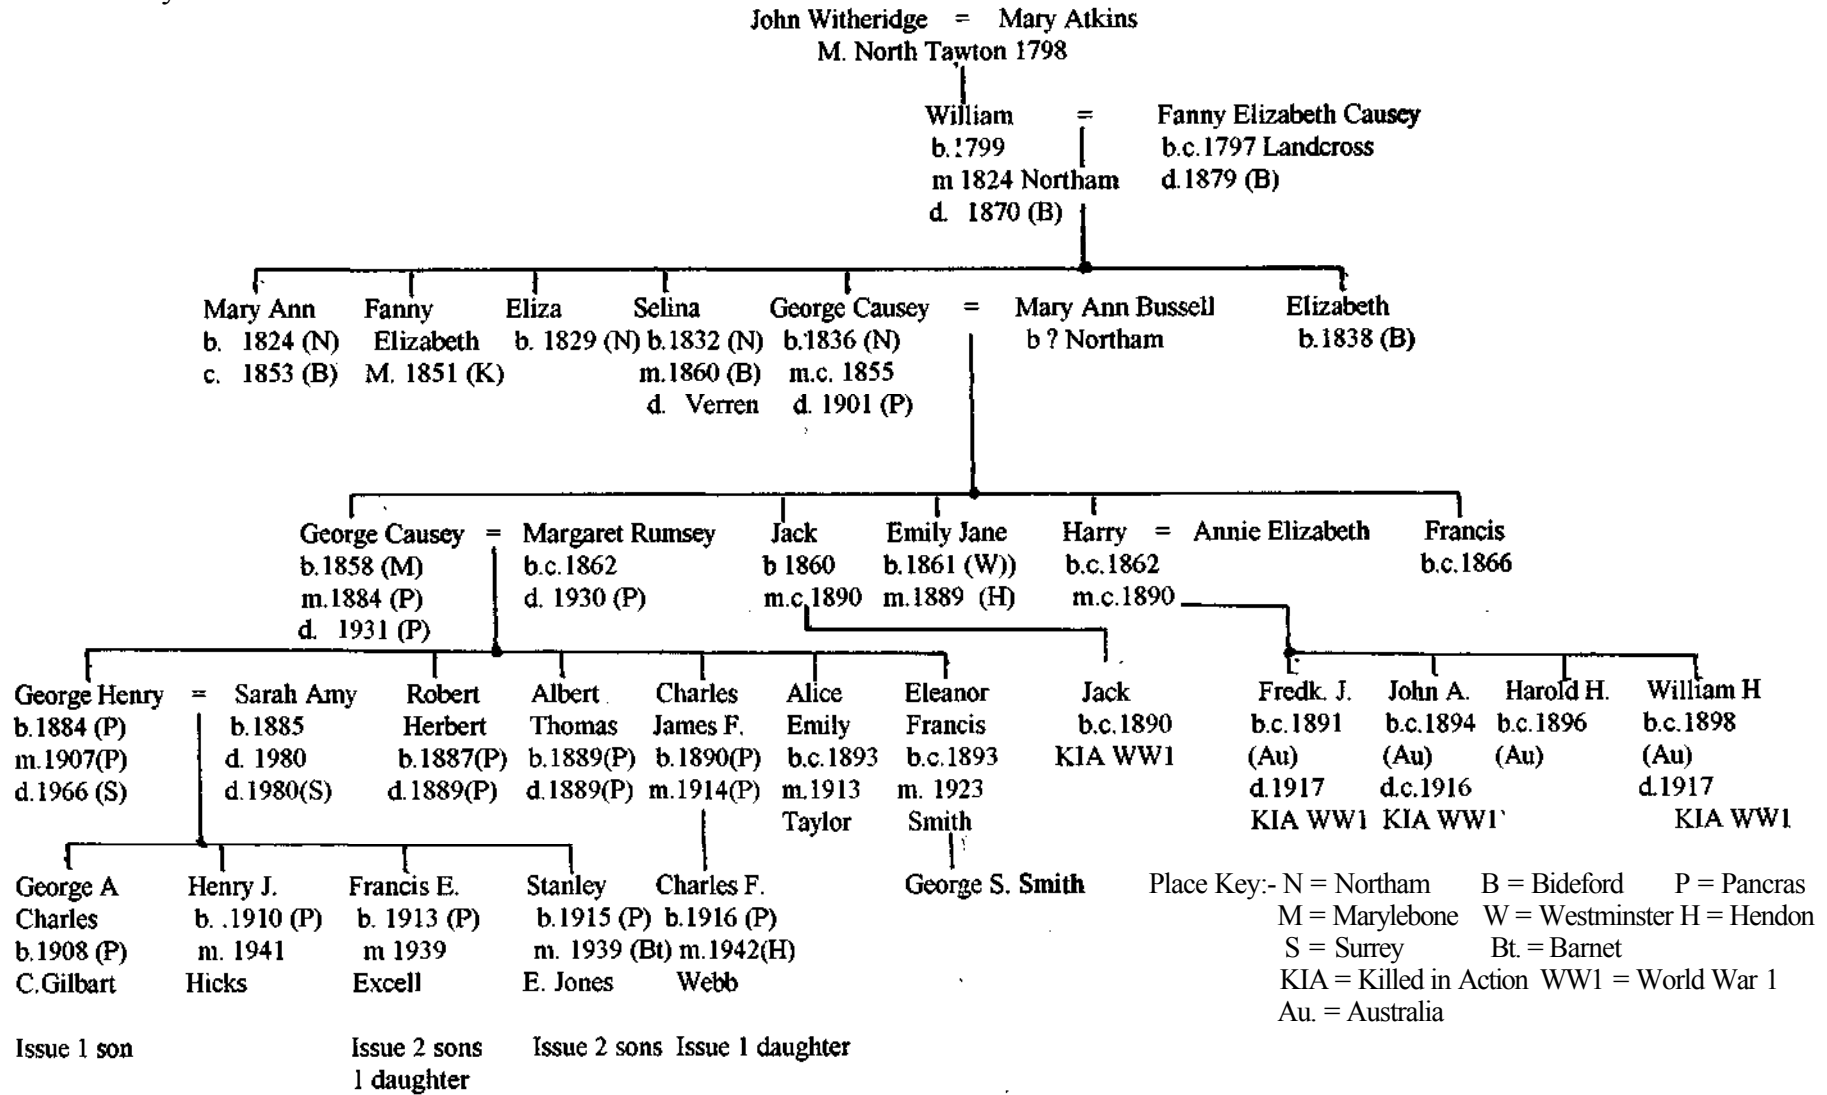 John Witheridge = Mary Atkins
M. North Tawton 1798
William = Fanny Elizabeth Causey
b.1799 b.c.1797 Landcross
m 1824 Northam d.1879 (B)
d. 1870 (B)
Mary Ann Fanny Eliza Selina George Causey = Mary Ann Bussell Elizabeth
b. 1824 (N) Elizabeth b. 1829 (N) b.1832 (N) b.1836 (N) b ? Northam b.1838 (B)
c. 1853 (B) M. 1851 (K) m.1860 (B) m.c. 1855
d. Verren d. 1901 (P)
George Causey = Margaret Rumsey Jack Emily Jane Harry = Annie Elizabeth Francis
b.1858 (M) b.c.1862 b 1860 b.1861 (W)) b.c.1862 b.c.1866
m.1884 (P) d. 1930 (P) m.c.1890 m.1889 (H) m.c.1890
d. 1931 (P)
George Henry = Sarah Amy Robert Albert Charles Alice Eleanor Jack Fredk. J. John A. Harold H. William H
b.1884 (P) b.1885 Herbert Thomas James F. Emily Francis b.c.1890 b.c.1891 b.c.1894 b.c.1896 b.c.1898
m.1907(P) d. 1980 b.1887(P) b.1889(P) b.1890(P) b.c.1893 b.c.1893 KIA WW1 (Au) (Au) (Au) (Au)
d.1966 (S) d.1980(S) d.1889(P) d.1889(P) m.1914(P) m.1913 m. 1923 d.1917 d.c.1916 d.1917
Taylor Smith KIA WW1 KIA WW1 KIA WW1
George A Henry J. Francis E. Stanley Charles F. George S. Smith Place Key:- N = Northam B = Bideford P = Pancras
Charles b. .1910 (P) b. 1913 (P) b.1915 (P) b.1916 (P) M = Marylebone W = Westminster H = Hendon
b.1908 (P) m. 1941 m 1939 m. 1939 (Bt) m.1942(H) S = Surrey Bt. = Barnet
C.Gilbart Hicks Excell E. Jones Webb KIA = Killed in Action WW1 = World War 1
Au. = Australia
Issue 1 son Issue 2 sons Issue 2 sons Issue 1 daughter
1 daughter